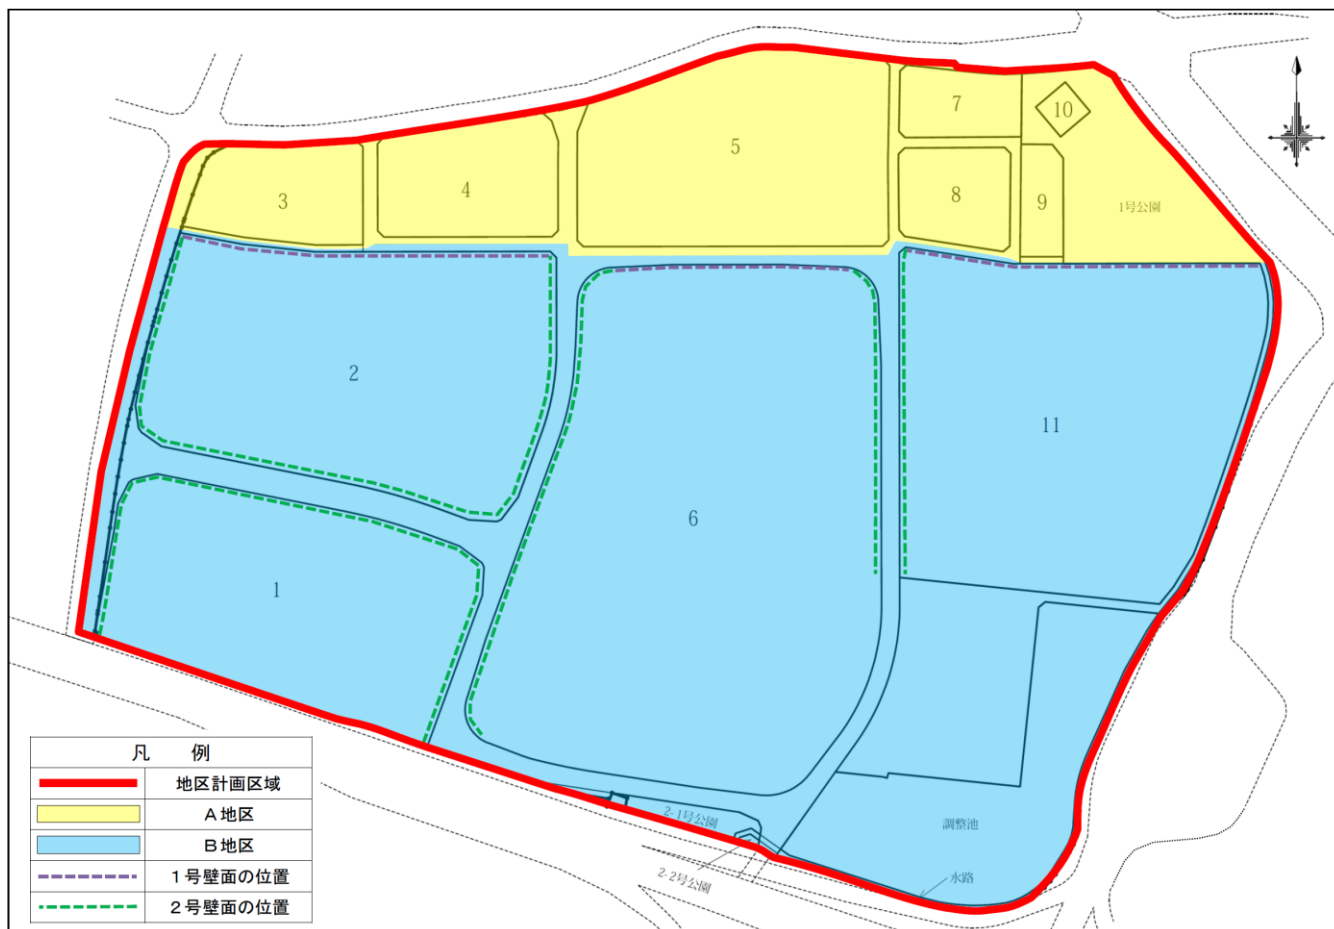 7
10
5
4
3
8
9
1号公園
2
11
6
1
2-1号公園
調整池
2-2号公園
水路
凡 例
地区計画区域
A地区
B地区
1号壁面の位置
2号壁面の位置